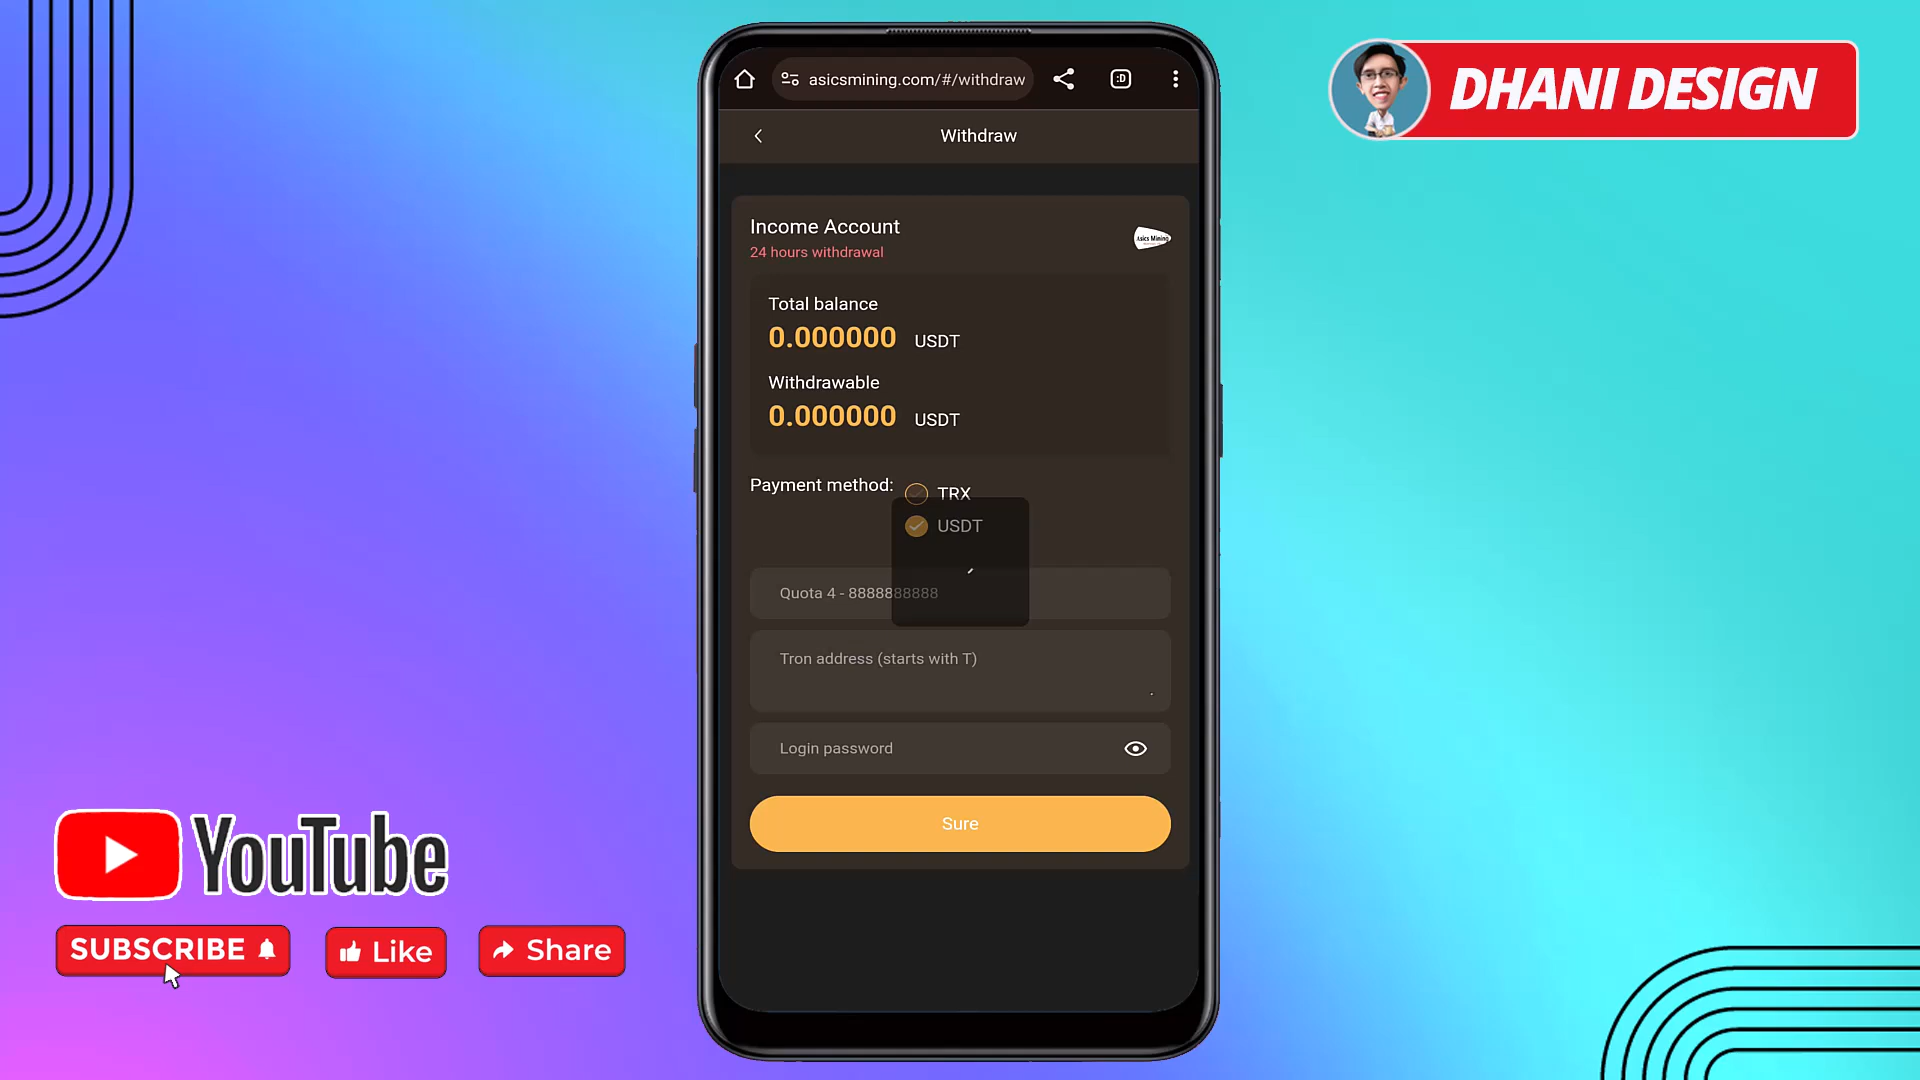 DHANI DESIGN
asicsmining.com/#/withdraw
:D
Withdraw
Income Account
24 hours withdrawal
Asics Mining
Total balance
0.000000 USDT
Withdrawable
0.000000 USDT
Payment method:
TRX
USDT
Quota 4 - 8888888888
Tron address (starts with T)
Login password
Sure
YouTube
SUBSCRIBE
Like
Share